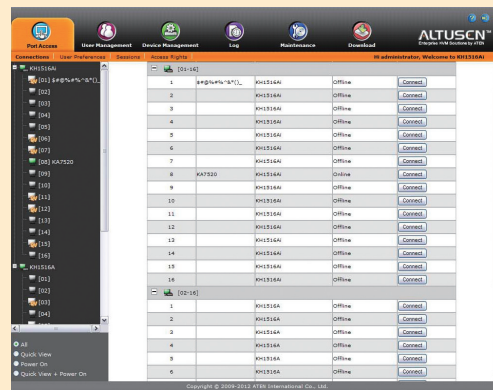 ALTUSCN™
Enterprise KVM Solutions by ATEN
Port Access
User Management
Device Management
Log
Maintenance
Download
Connections User Preferences Sessions Access Rights
Hi administrator, Welcome to KH1516Ai
KH1516Ai
[01] $#@%#%^&*()_
[02]
[03]
[04]
[05]
[06]
[07]
[08] KA7520
[09]
[10]
[11]
[12]
[13]
[14]
[15]
[16]
KH1516A
[01]
[02]
[03]
[04]
All
Quick View
Power On
Quick View + Power On
[01-16]
1 $#@%#%^&*()_ KH1516Ai Offline Connect
2 KH1516Ai Offline Connect
3 KH1516Ai Offline Connect
4 KH1516Ai Offline Connect
5 KH1516Ai Offline Connect
6 KH1516Ai Offline Connect
7 KH1516Ai Offline Connect
8 KA7520 KH1516Ai Online Connect
9 KH1516Ai Offline Connect
10 KH1516Ai Offline Connect
11 KH1516Ai Offline Connect
12 KH1516Ai Offline Connect
13 KH1516Ai Offline Connect
14 KH1516Ai Offline Connect
15 KH1516Ai Offline Connect
16 KH1516Ai Offline Connect
[02-16]
1 KH1516A Offline Connect
2 KH1516A Offline Connect
3 KH1516A Offline Connect
4 KH1516A Offline Connect
5 KH1516A Offline Connect
6 KH1516A Offline Connect
Copyright © 2009-2012 ATEN International Co., Ltd.